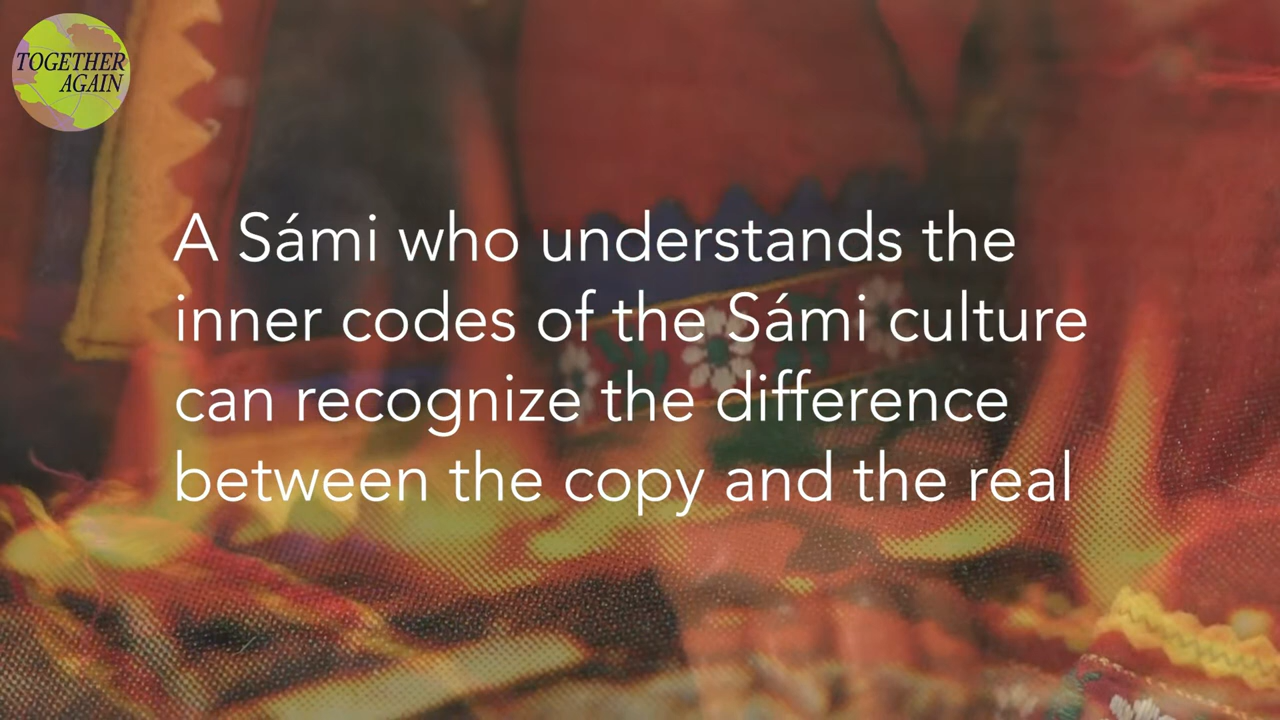 TOGETHER
AGAIN
A Sámi who understands the
inner codes of the Sámi culture
can recognize the difference
between the copy and the real